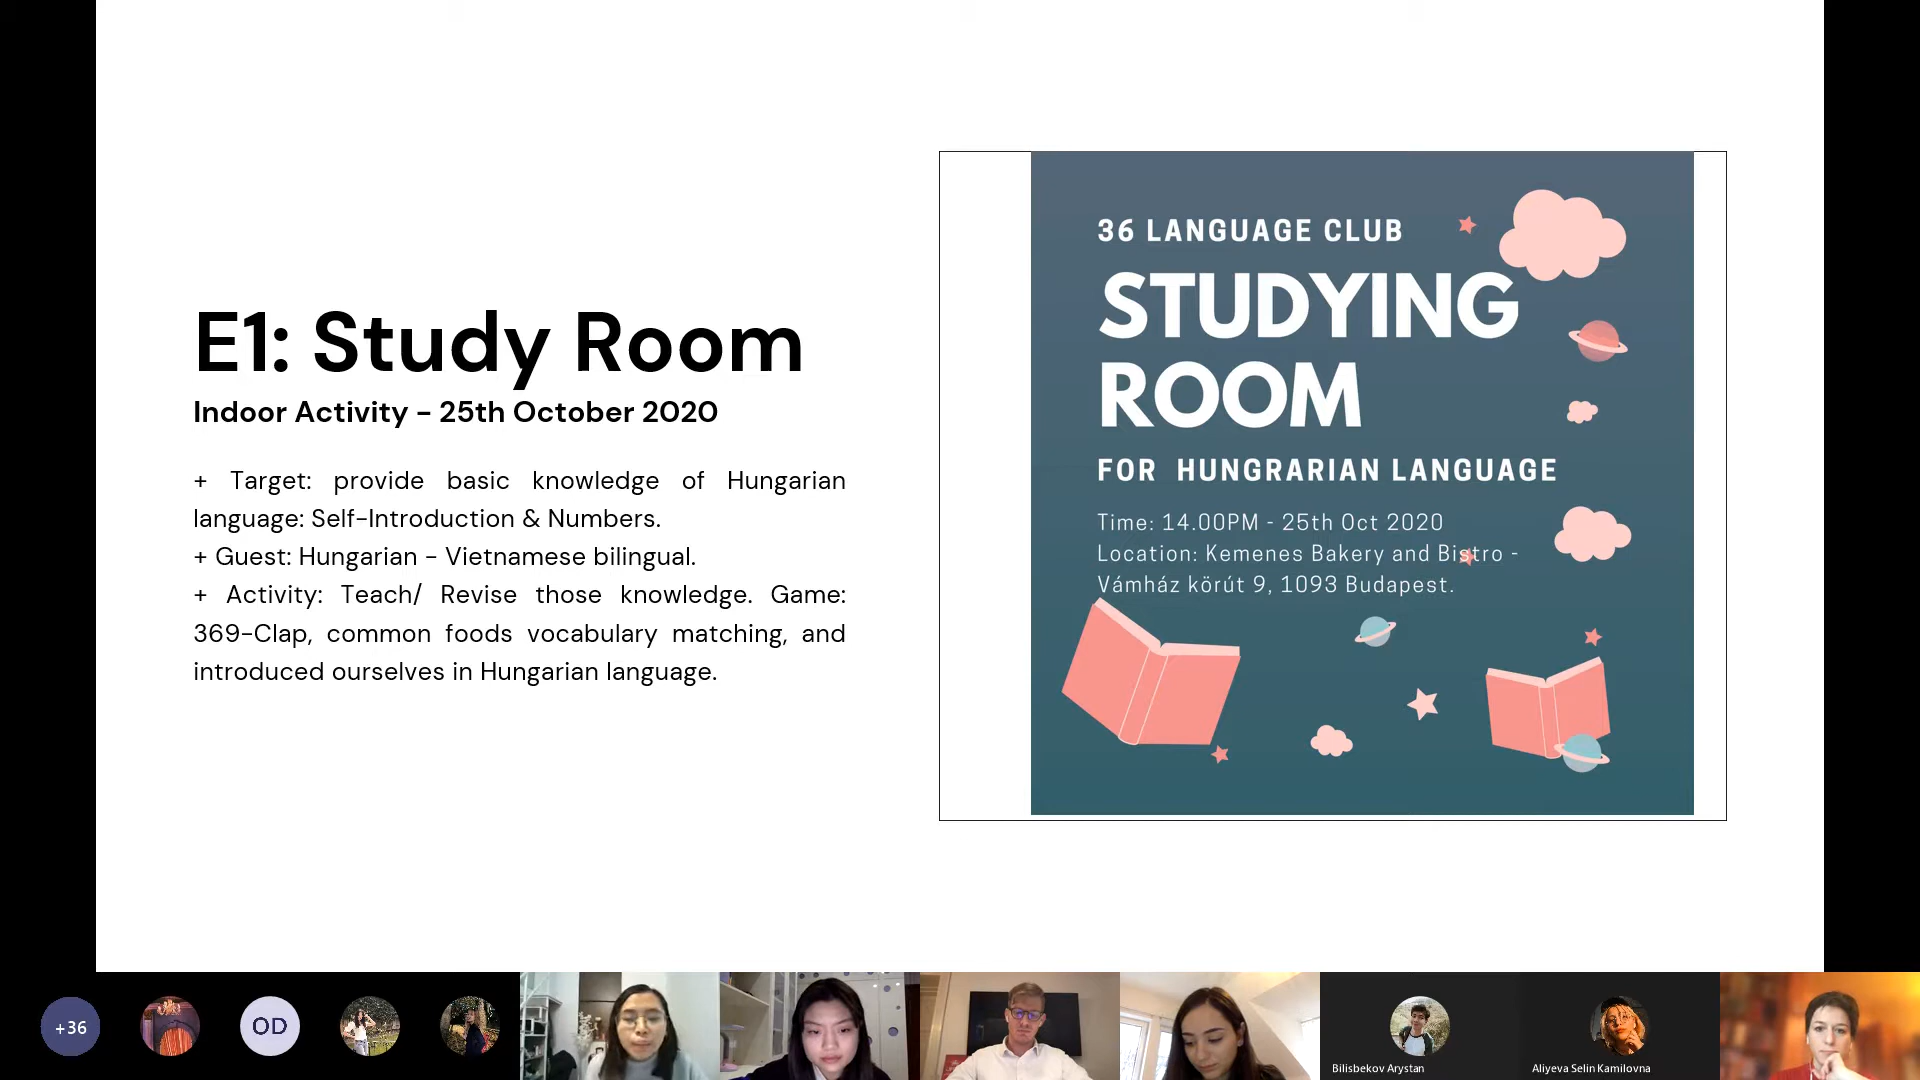 E1: Study Room
Indoor Activity - 25th October 2020
+ Target: provide basic knowledge of Hungarian
language: Self-Introduction & Numbers.
+ Guest: Hungarian - Vietnamese bilingual.
+ Activity: Teach/ Revise those knowledge. Game:
369-Clap, common foods vocabulary matching, and
introduced ourselves in Hungarian language.
36 LANGUAGE CLUB
STUDYING
ROOM
FOR HUNGRARIAN LANGUAGE
Time: 14.00PM - 25th Oct 2020
Location: Kemenes Bakery and Bistro -
Vámház körút 9, 1093 Budapest.
+36
OD
Bilisbekov Arystan
Aliyeva Selin Kamilovna